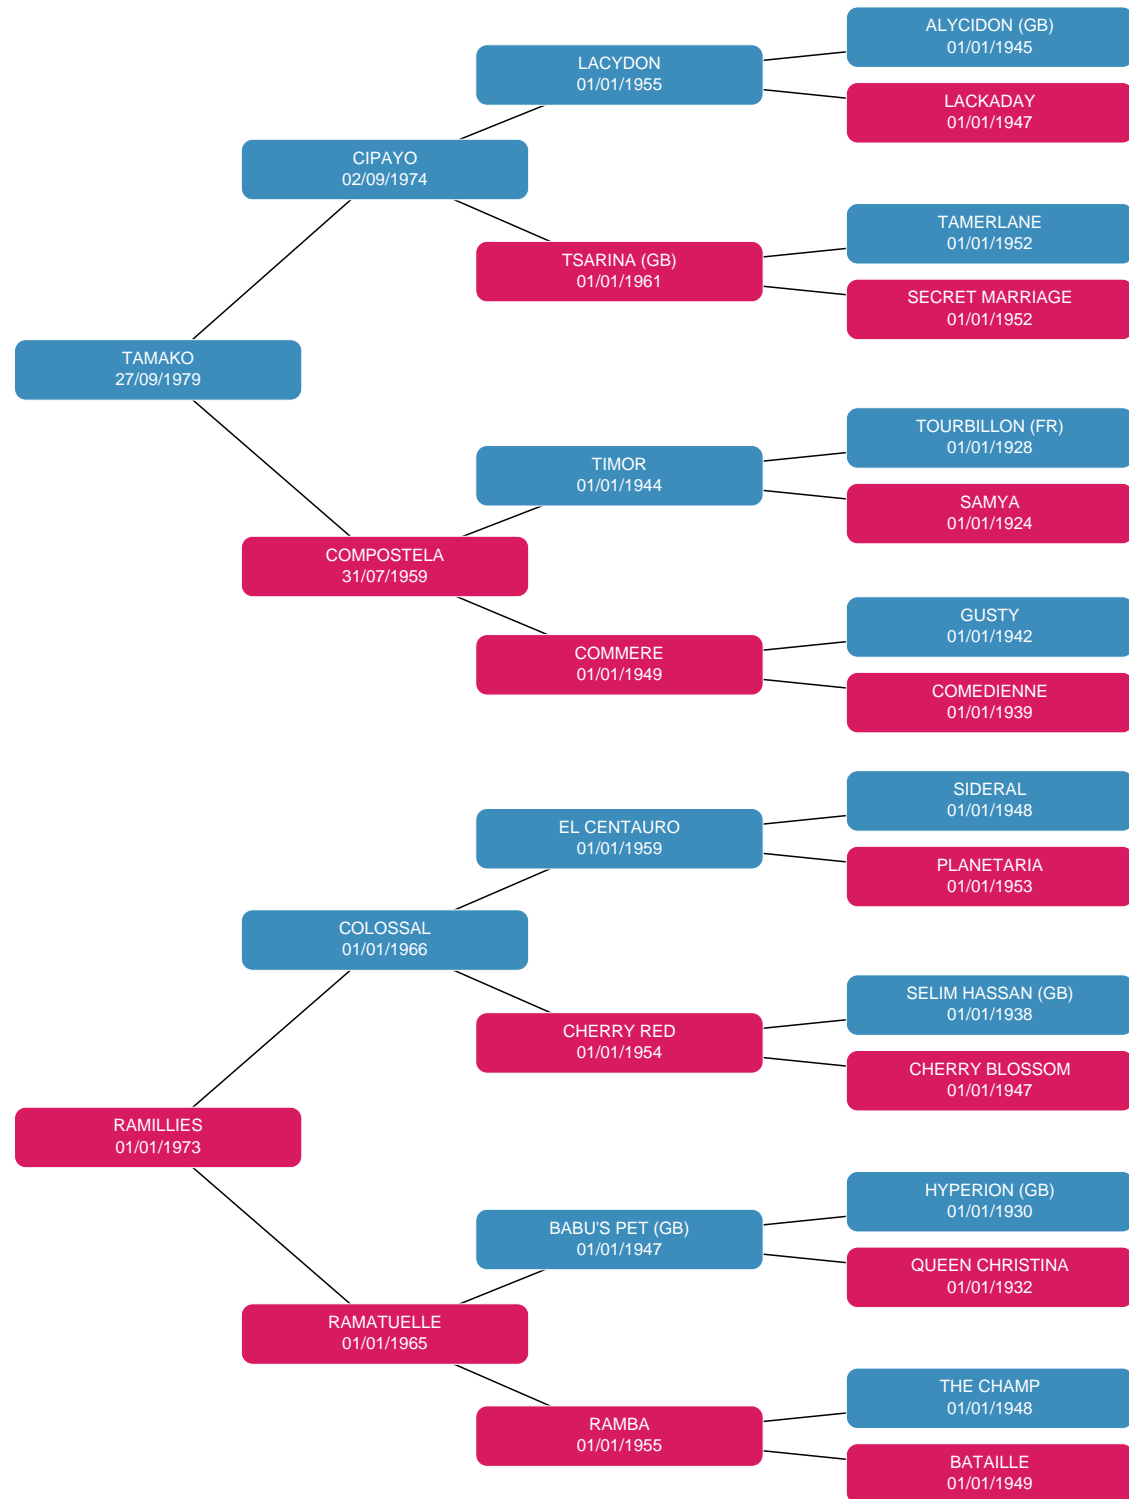 ALYCIDON (GB)
01/01/1945
LACYDON
01/01/1955
LACKADAY
01/01/1947
CIPAYO
02/09/1974
TAMERLANE
01/01/1952
TSARINA (GB)
01/01/1961
SECRET MARRIAGE
01/01/1952
TAMAKO
27/09/1979
TOURBILLON (FR)
01/01/1928
TIMOR
01/01/1944
SAMYA
01/01/1924
COMPOSTELA
31/07/1959
GUSTY
01/01/1942
COMMERE
01/01/1949
COMEDIENNE
01/01/1939
SIDERAL
01/01/1948
EL CENTAURO
01/01/1959
PLANETARIA
01/01/1953
COLOSSAL
01/01/1966
SELIM HASSAN (GB)
01/01/1938
CHERRY RED
01/01/1954
CHERRY BLOSSOM
01/01/1947
RAMILLIES
01/01/1973
HYPERION (GB)
01/01/1930
BABU'S PET (GB)
01/01/1947
QUEEN CHRISTINA
01/01/1932
RAMATUELLE
01/01/1965
THE CHAMP
01/01/1948
RAMBA
01/01/1955
BATAILLE
01/01/1949